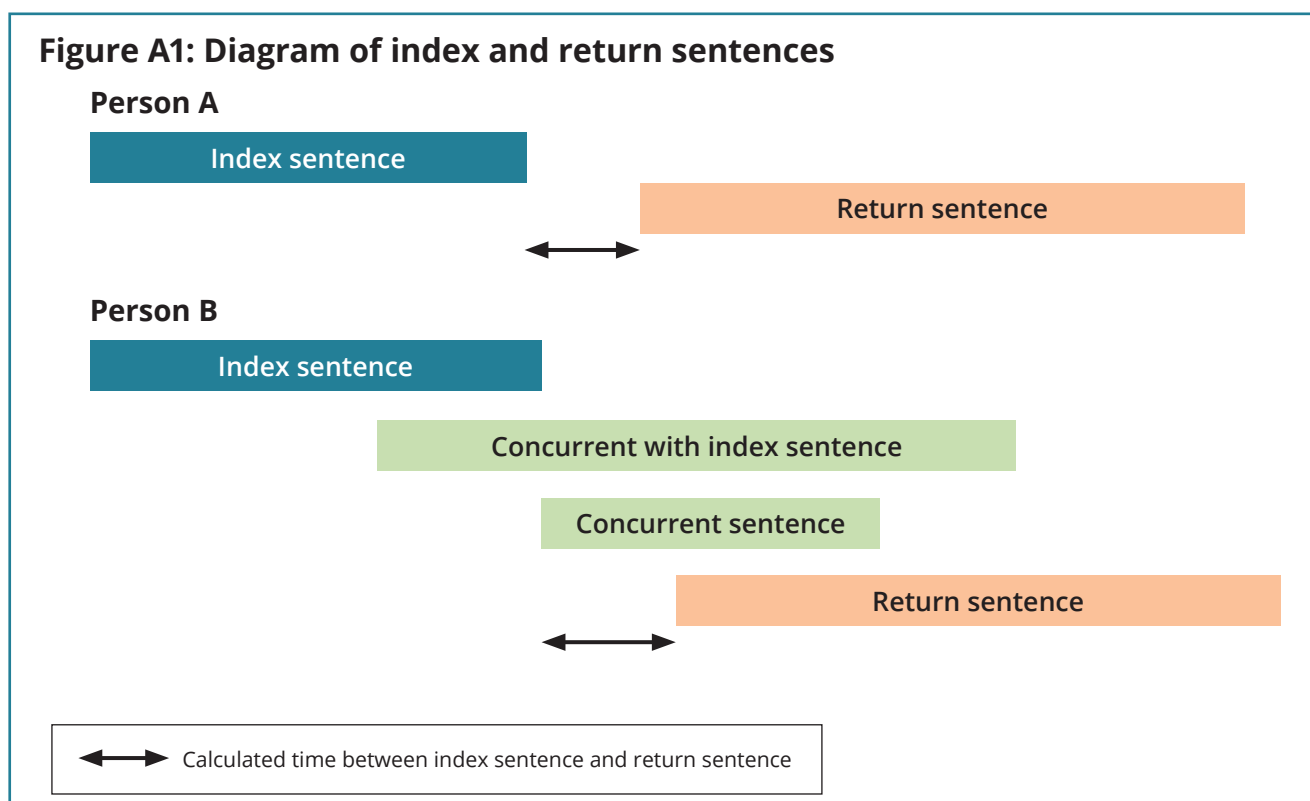 Figure A1: Diagram of index and return sentences
Person A
Index sentence
Return sentence
Person B
Index sentence
Concurrent with index sentence
Concurrent sentence
Return sentence
Calculated time between index sentence and return sentence